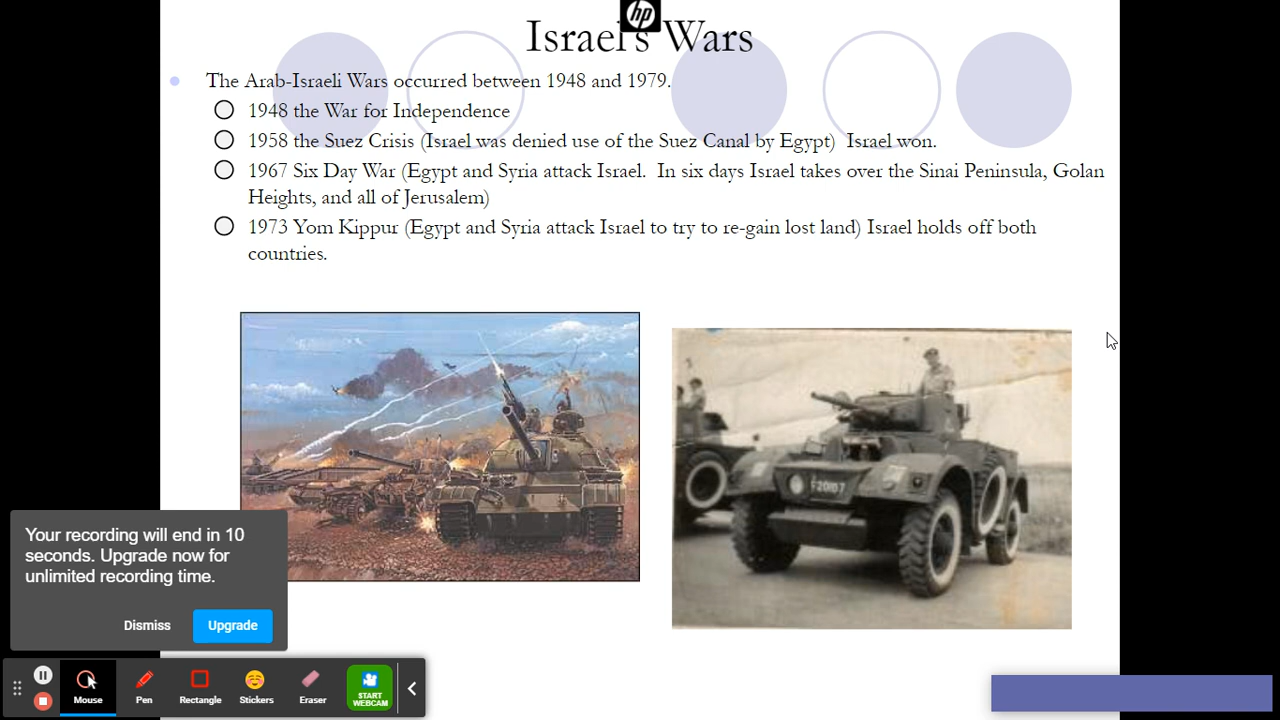 hp
Israel's Wars
The Arab-Israeli Wars occurred between 1948 and 1979.
1948 the War for Independence
1958 the Suez Crisis (Israel was denied use of the Suez Canal by Egypt)  Israel won.
1967 Six Day War (Egypt and Syria attack Israel.  In six days Israel takes over the Sinai Peninsula, Golan
Heights, and all of Jerusalem)
1973 Yom Kippur (Egypt and Syria attack Israel to try to re-gain lost land) Israel holds off both
countries.
Your recording will end in 10
seconds. Upgrade now for
unlimited recording time.
Dismiss
Upgrade
Mouse
Pen
Rectangle
Stickers
Eraser
START
WEBCAM